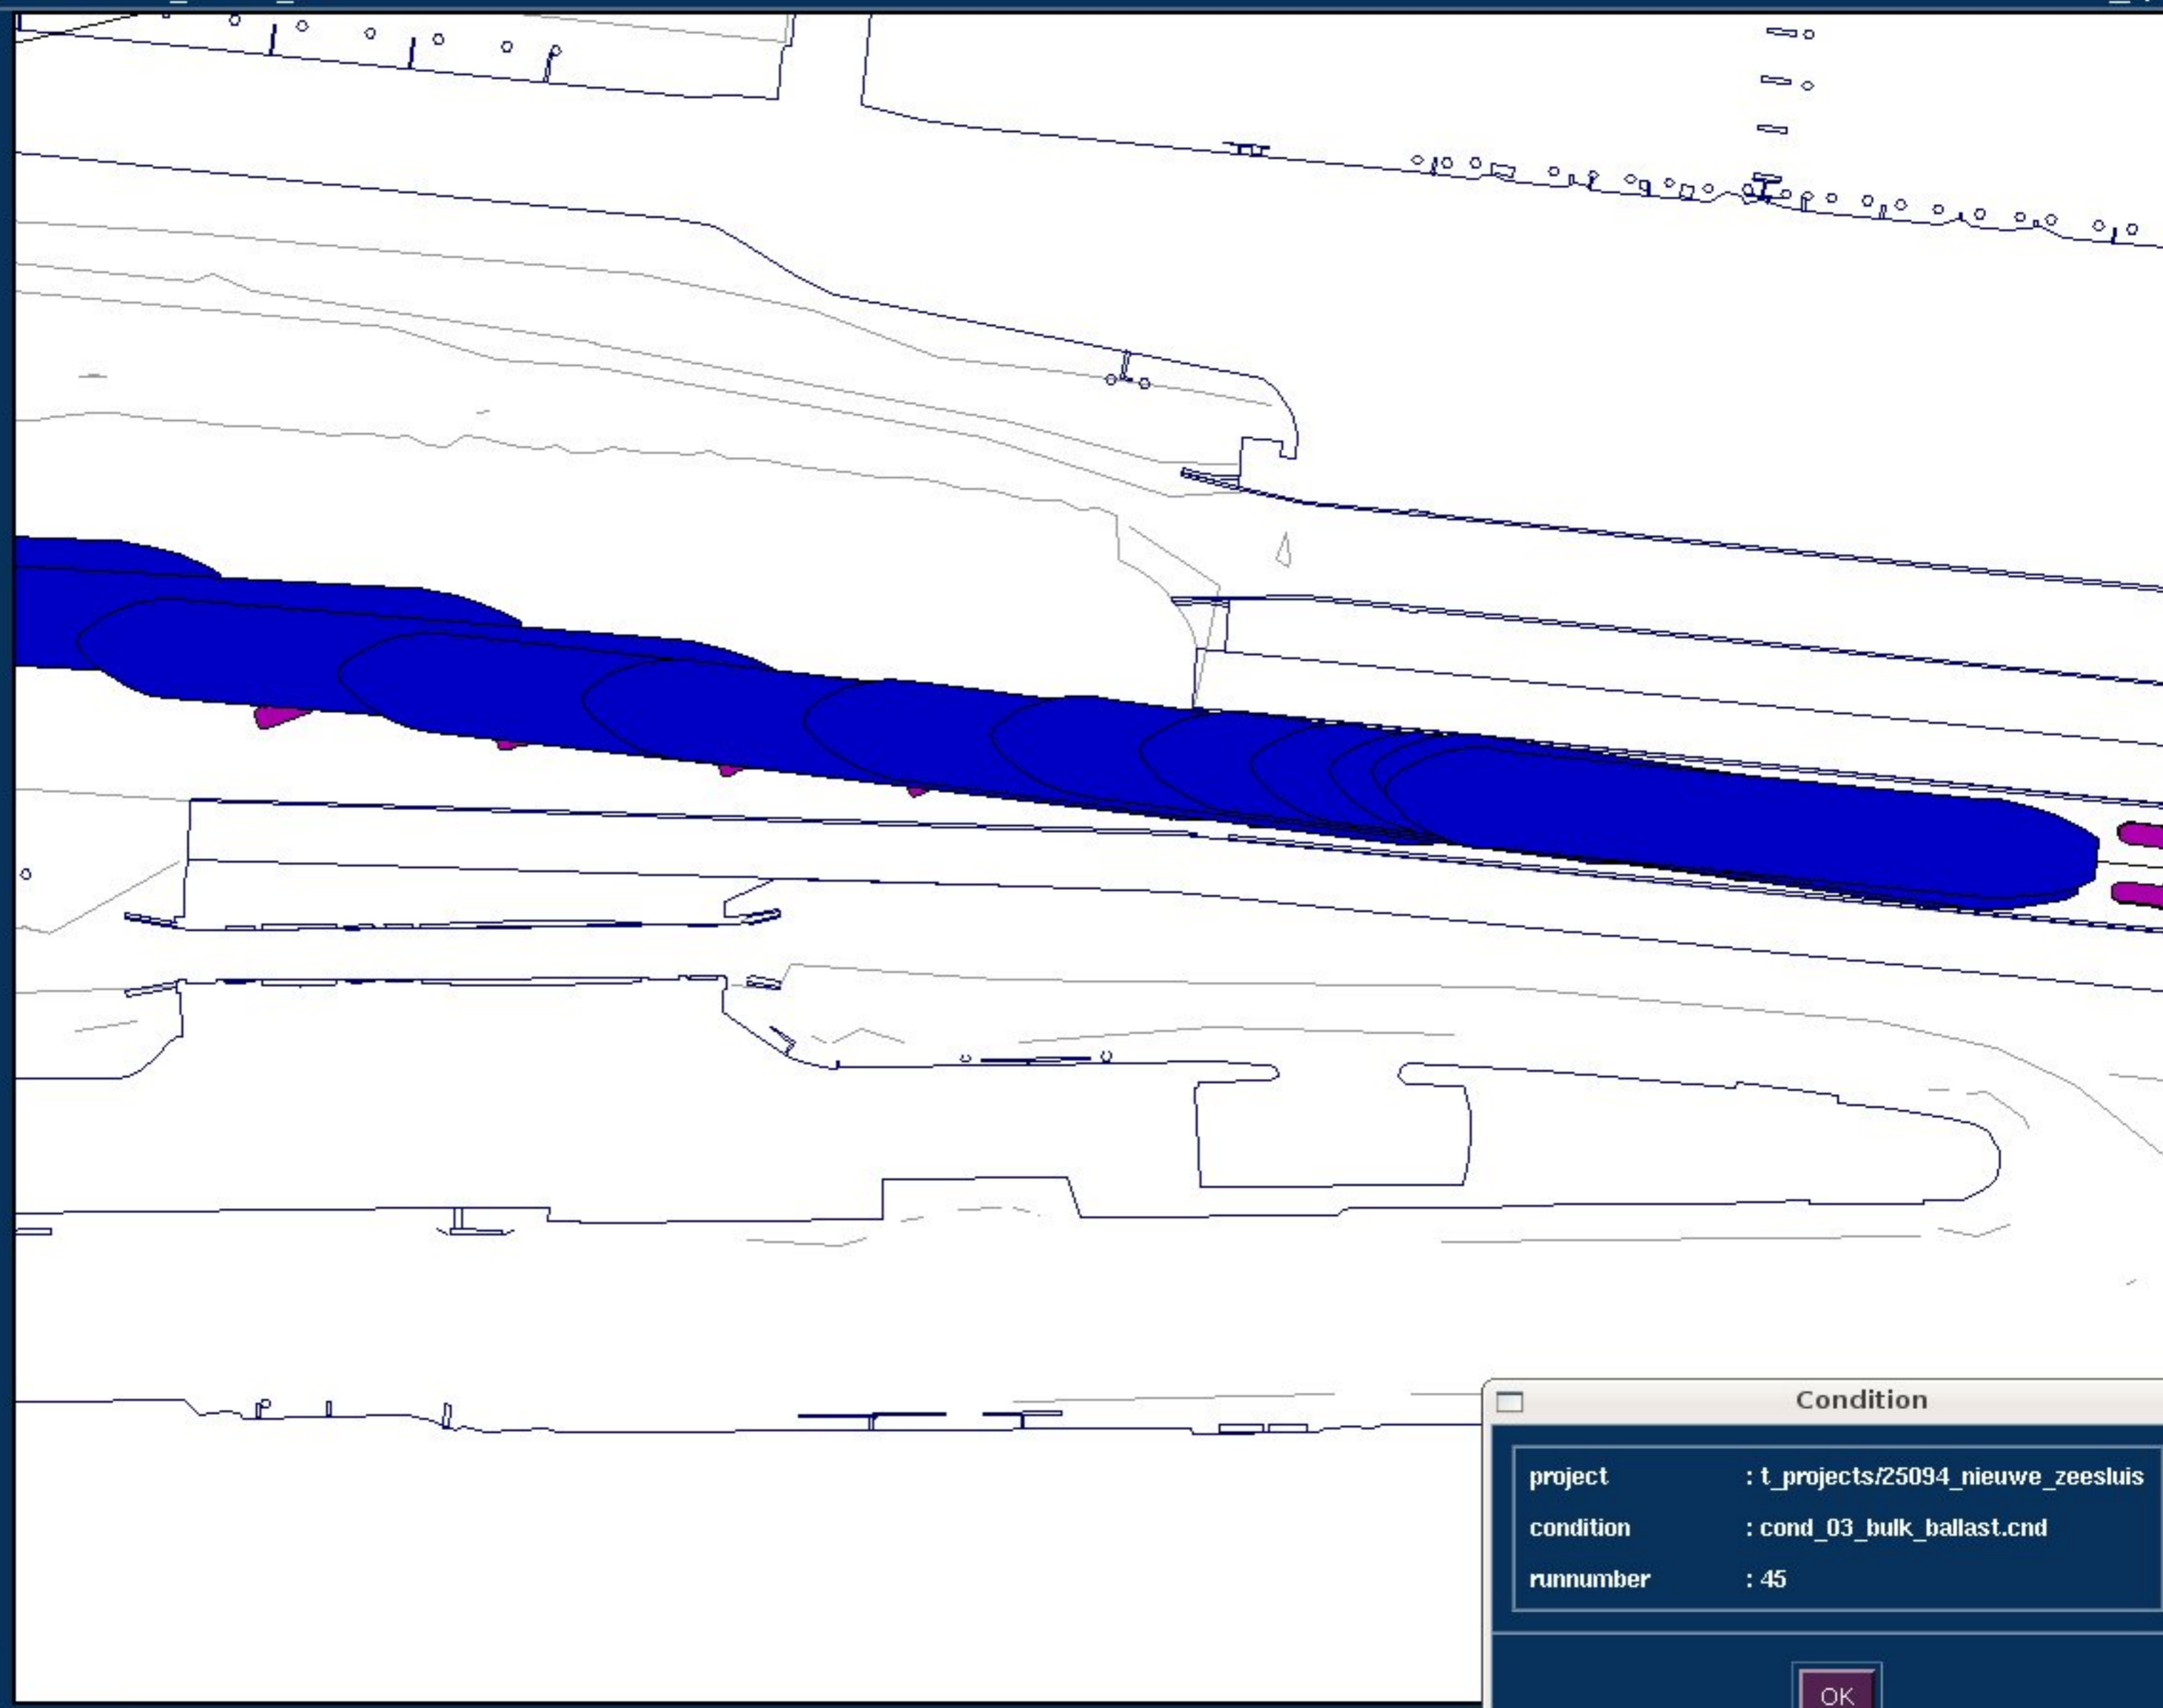 Condition
project : t_projects/25094_nieuwe_zeesluis
condition : cond_03_bulk_ballast.cnd
runnumber : 45
OK